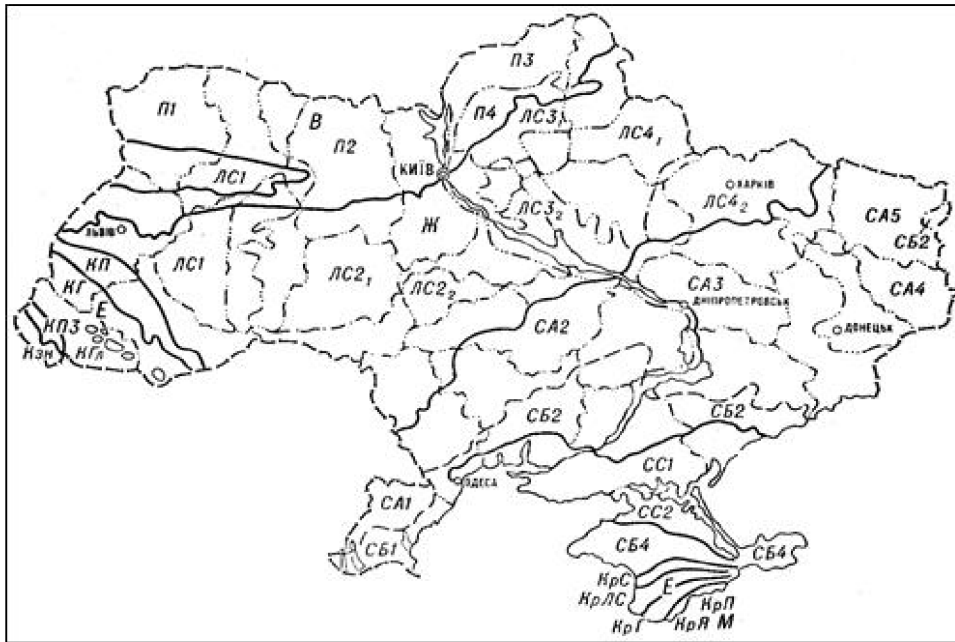 П3
П1
В
П2
П4
ЛС3₁
ЛС4₁
КИЇВ
ЛС1
ХАРКІВ
ЛС4₂
СА5
СБ2
ЛЬВІВ
Ж
ЛС3₂
КП
ЛС1
ЛС2₁
ЛС2₂
СА3
СА4
КГ
ДНІПРОПЕТРОВСЬК
Е
ДОНЕЦЬК
КПЗ
СА2
Кзн
КГл
СБ2
СБ2
СС1
ОДЕСА
СА1
СС2
СБ1
СБ4
СБ4
КрС
Е
КрЛС
КрП
КрЯ М